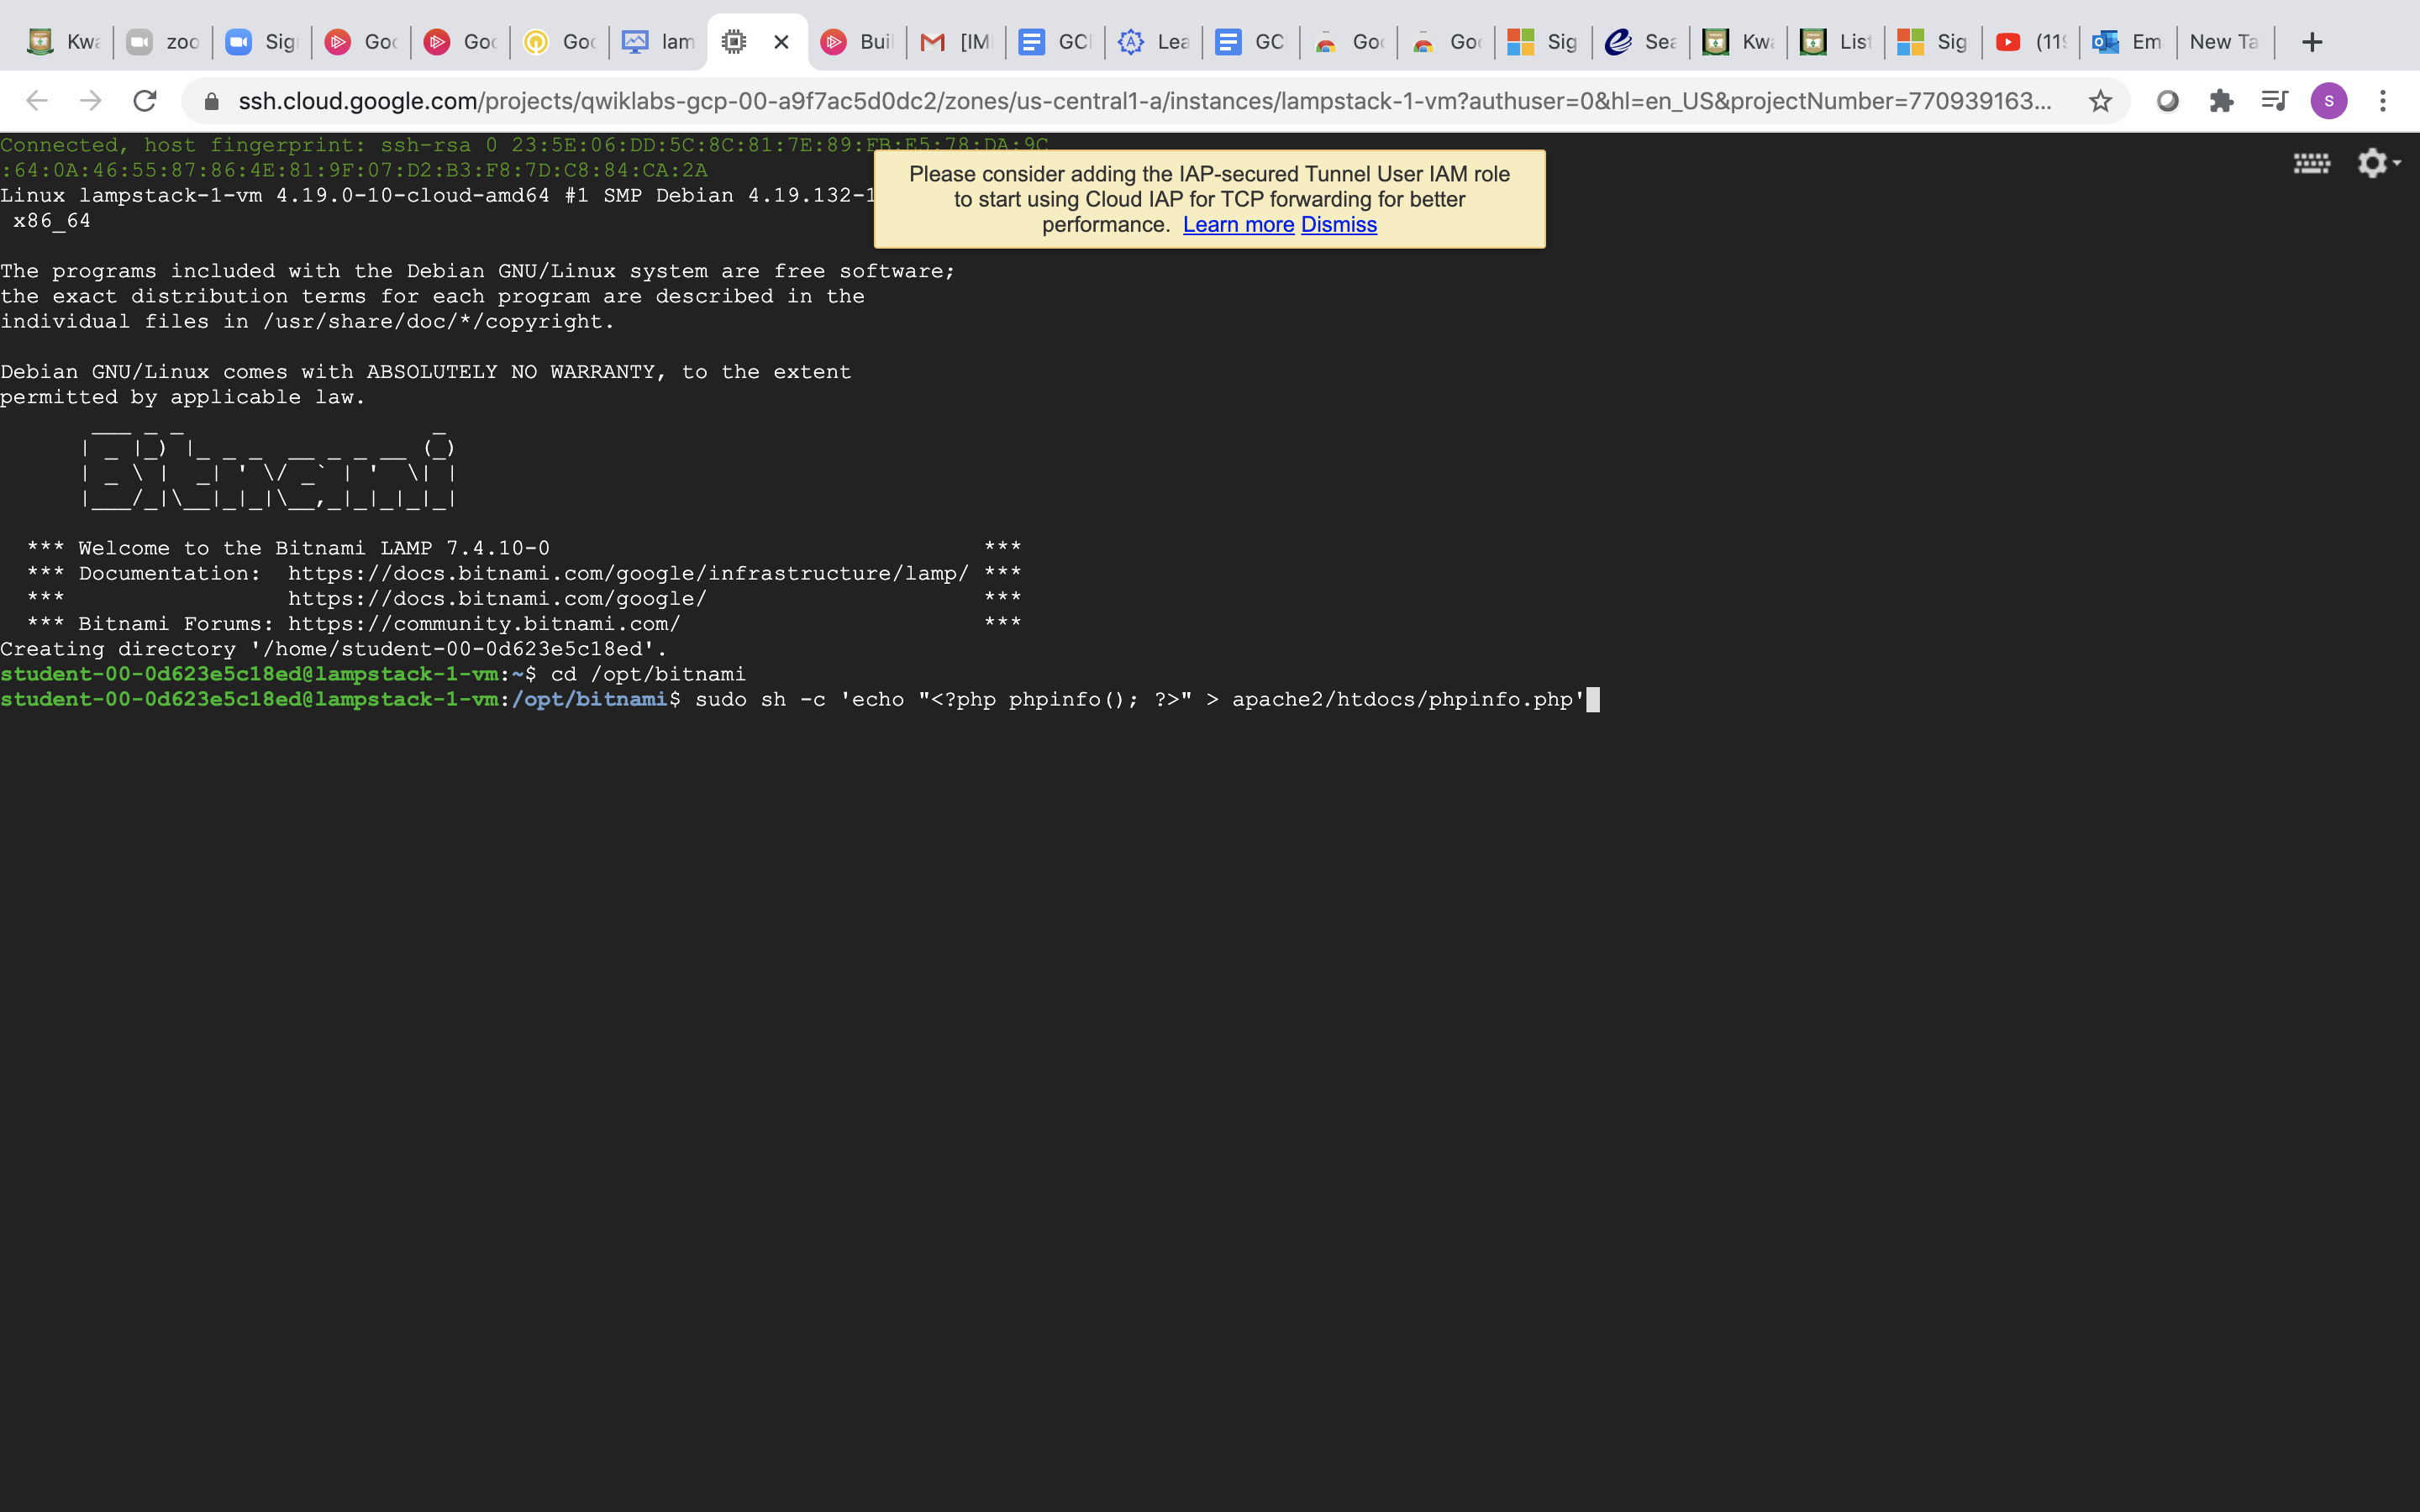 Kwa zoo Sig Goo Goo Goo lam Buil [IM GC Lea GC Go Go Sig Sea Kwa List Sig (119 Em New Ta
ssh.cloud.google.com/projects/qwiklabs-gcp-00-a9f7ac5d0dc2/zones/us-central1-a/instances/lampstack-1-vm?authuser=0&hl=en_US&projectNumber=770939163...
S
Connected, host fingerprint: ssh-rsa 0 23:5E:06:DD:5C:8C:81:7E:89:FB:E5:78:DA:9C
:64:0A:46:55:87:86:4E:81:9F:07:D2:B3:F8:7D:C8:84:CA:2A
Linux lampstack-1-vm 4.19.0-10-cloud-amd64 #1 SMP Debian 4.19.132-1
x86_64
Please consider adding the IAP-secured Tunnel User IAM role
to start using Cloud IAP for TCP forwarding for better
performance. Learn more Dismiss
The programs included with the Debian GNU/Linux system are free software;
the exact distribution terms for each program are described in the
individual files in /usr/share/doc/*/copyright.
Debian GNU/Linux comes with ABSOLUTELY NO WARRANTY, to the extent
permitted by applicable law.
Bitnami
*** Welcome to the Bitnami LAMP 7.4.10-0 ***
*** Documentation: https://docs.bitnami.com/google/infrastructure/lamp/ ***
*** https://docs.bitnami.com/google/ ***
*** Bitnami Forums: https://community.bitnami.com/ ***
Creating directory '/home/student-00-0d623e5c18ed'.
student-00-0d623e5c18ed@lampstack-1-vm:~$ cd /opt/bitnami
student-00-0d623e5c18ed@lampstack-1-vm:/opt/bitnami$ sudo sh -c 'echo "<?php phpinfo(); ?>" > apache2/htdocs/phpinfo.php'